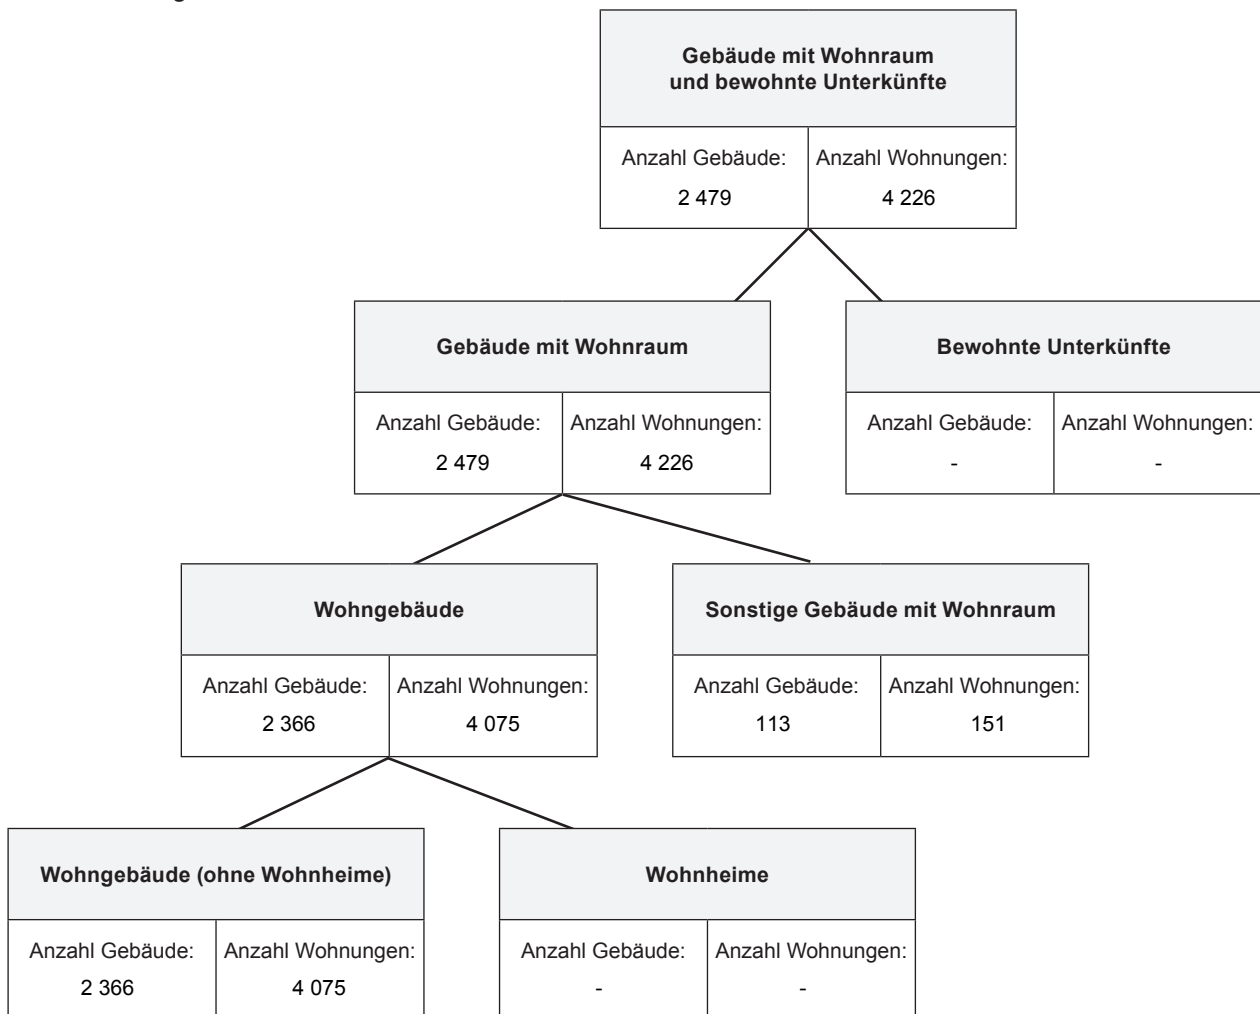 Gebäude mit Wohnraum
und bewohnte Unterkünfte
Anzahl Gebäude: Anzahl Wohnungen:
2 479 4 226
Gebäude mit Wohnraum Bewohnte Unterkünfte
Anzahl Gebäude: Anzahl Wohnungen: Anzahl Gebäude: Anzahl Wohnungen:
2 479 4 226 - -
Wohngebäude Sonstige Gebäude mit Wohnraum
Anzahl Gebäude: Anzahl Wohnungen: Anzahl Gebäude: Anzahl Wohnungen:
2 366 4 075 113 151
Wohngebäude (ohne Wohnheime) Wohnheime
Anzahl Gebäude: Anzahl Wohnungen: Anzahl Gebäude: Anzahl Wohnungen:
2 366 4 075 - -